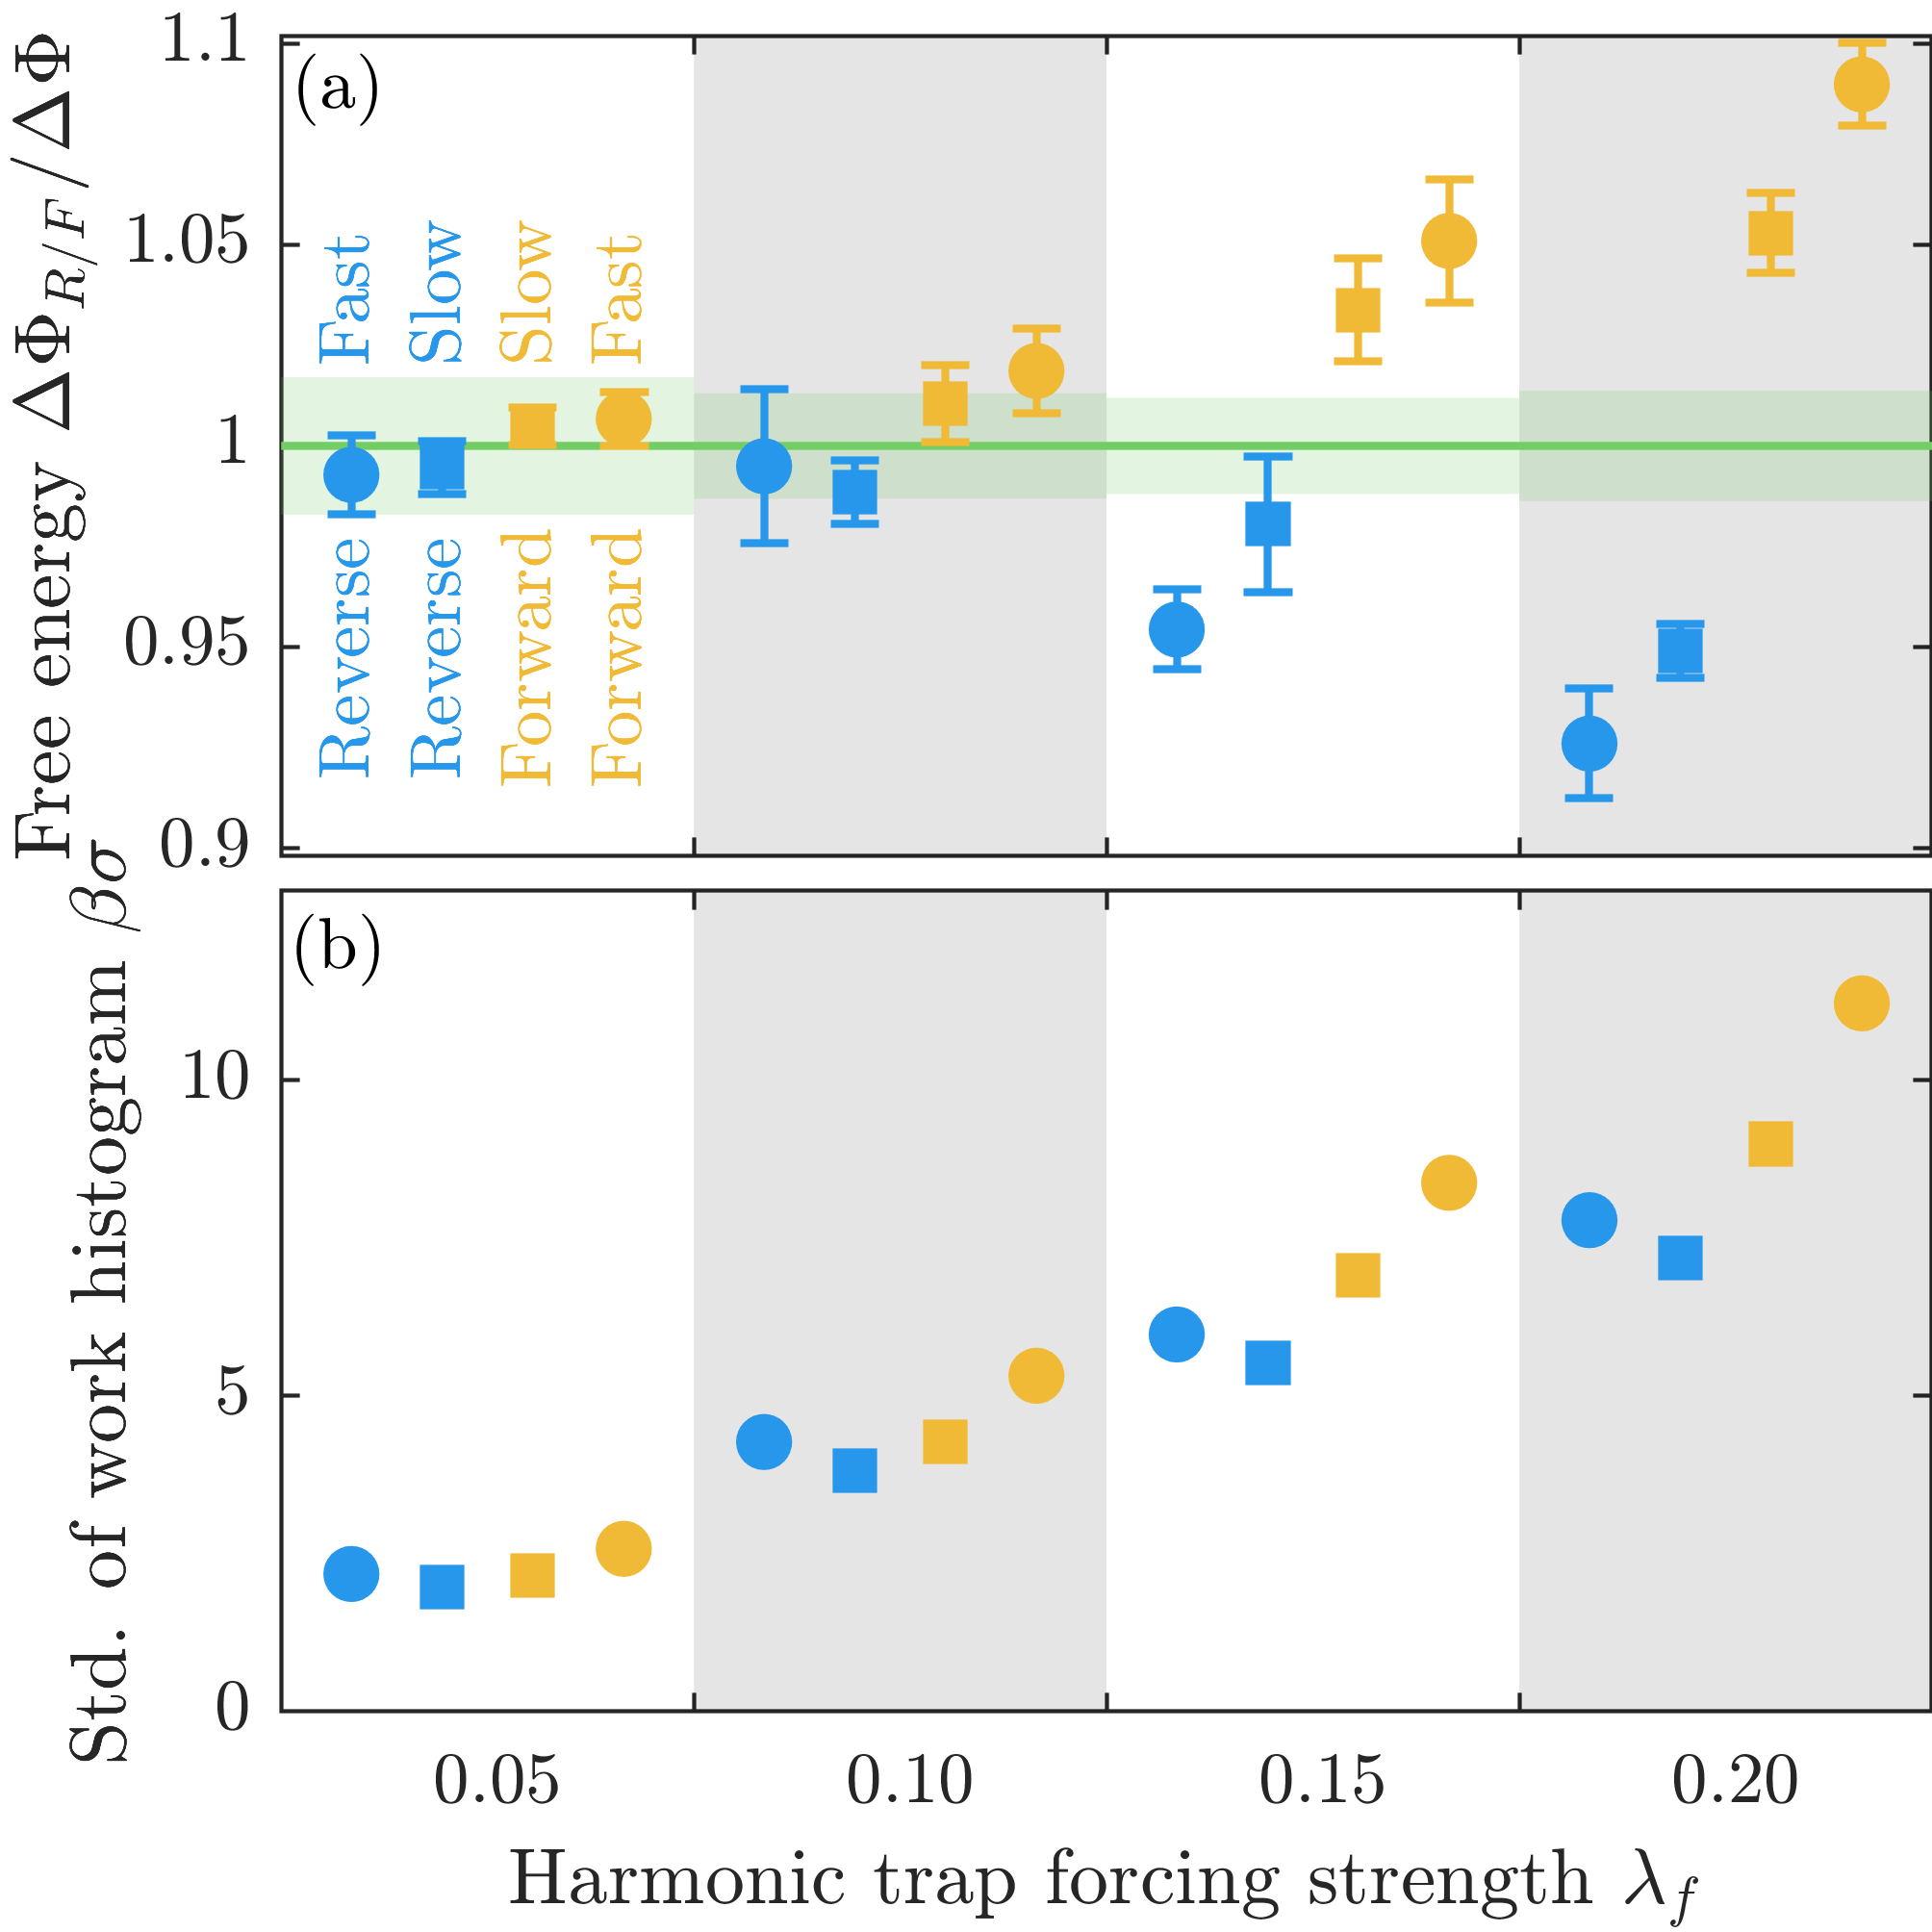 Free energy ΔΦ_{R/F}/ΔΦ
1.1
1.05
1
0.95
0.9
(a)
Fast
Slow
Slow
Fast
Reverse
Reverse
Forward
Forward
Std. of work histogram βσ
(b)
10
5
0
0.05 0.10 0.15 0.20
Harmonic trap forcing strength λ_f